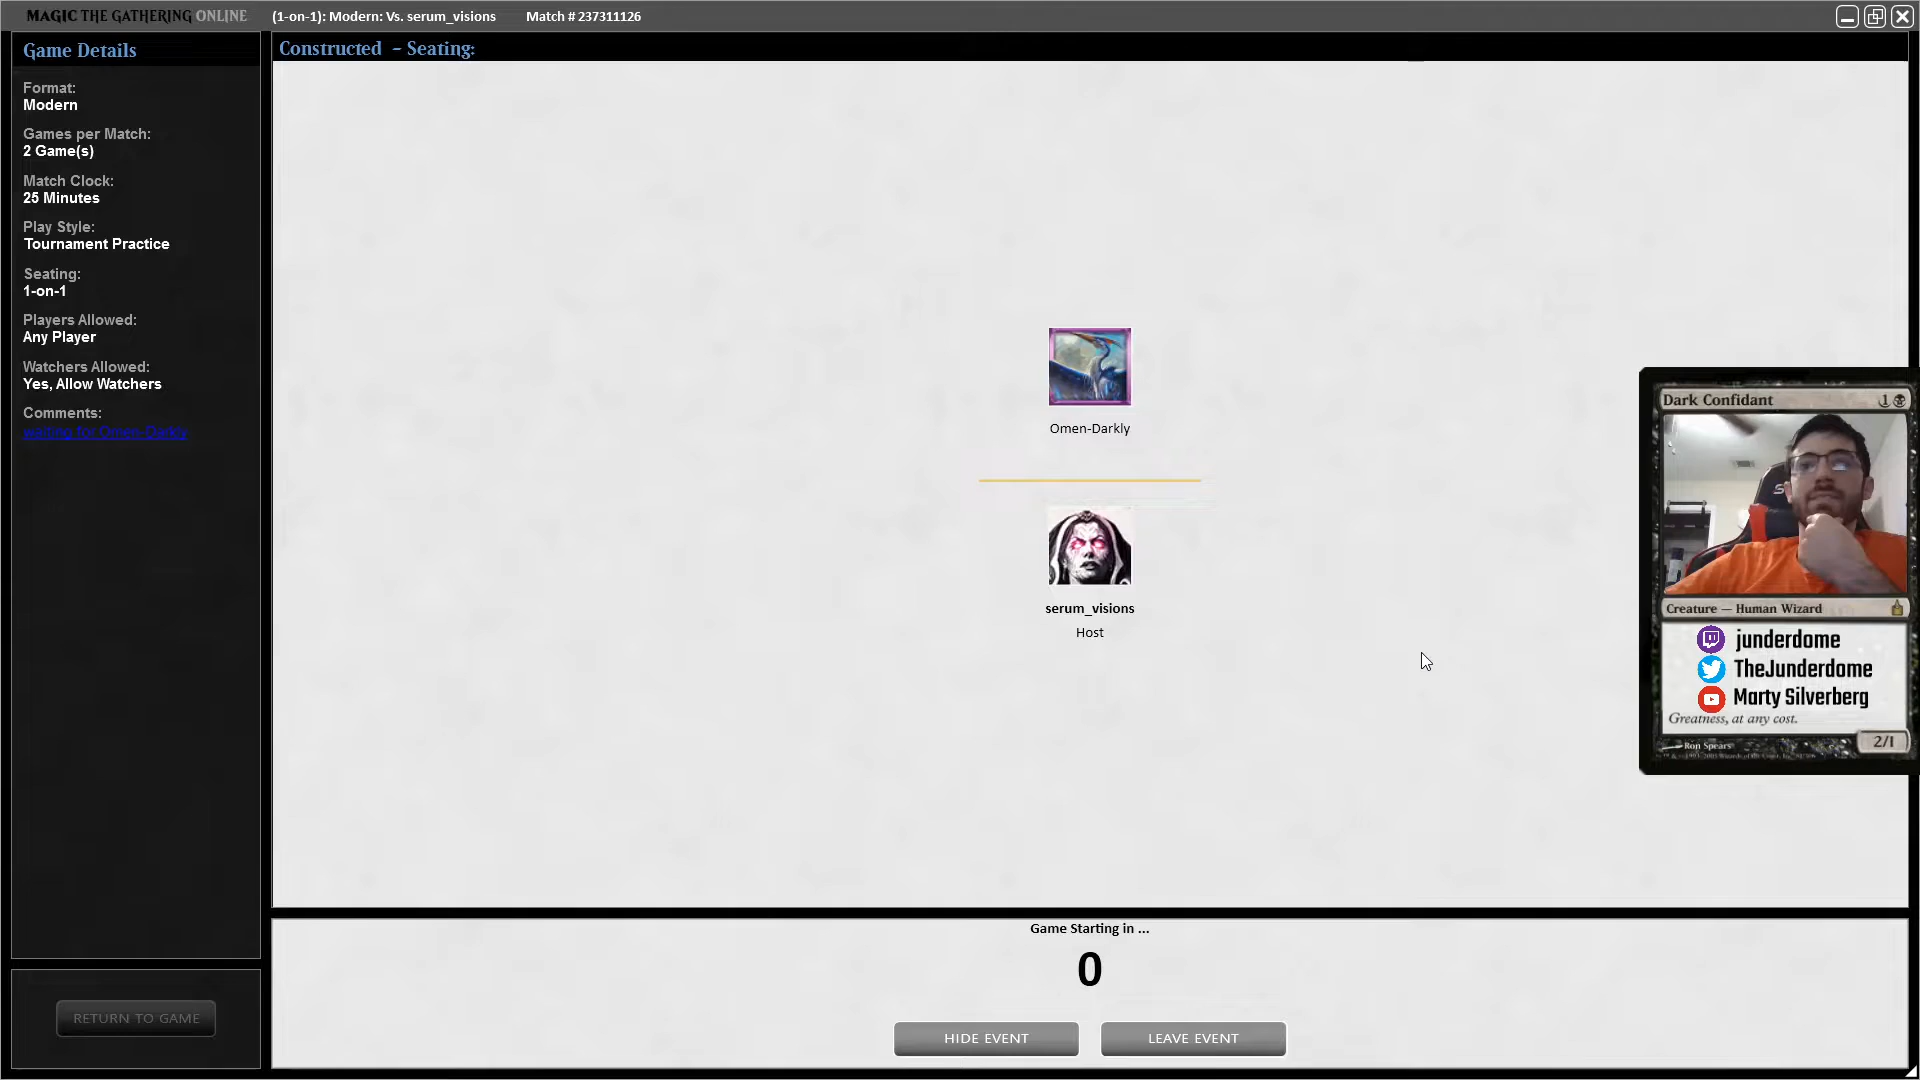 MAGIC THE GATHERING ONLINE
(1-on-1): Modern: Vs. serum_visions
Match # 237311126
Game Details
Format:
Modern
Games per Match:
2 Game(s)
Match Clock:
25 Minutes
Play Style:
Tournament Practice
Seating:
1-on-1
Players Allowed:
Any Player
Watchers Allowed:
Yes, Allow Watchers
Comments:
waiting for Omen-Darkly
RETURN TO GAME
Constructed - Seating:
Omen-Darkly
serum_visions
Host
Dark Confidant 1
Creature — Human Wizard
junderdome
TheJunderdome
Marty Silverberg
Greatness, at any cost.
Ron Spears
2/1
Game Starting in ...
0
HIDE EVENT
LEAVE EVENT